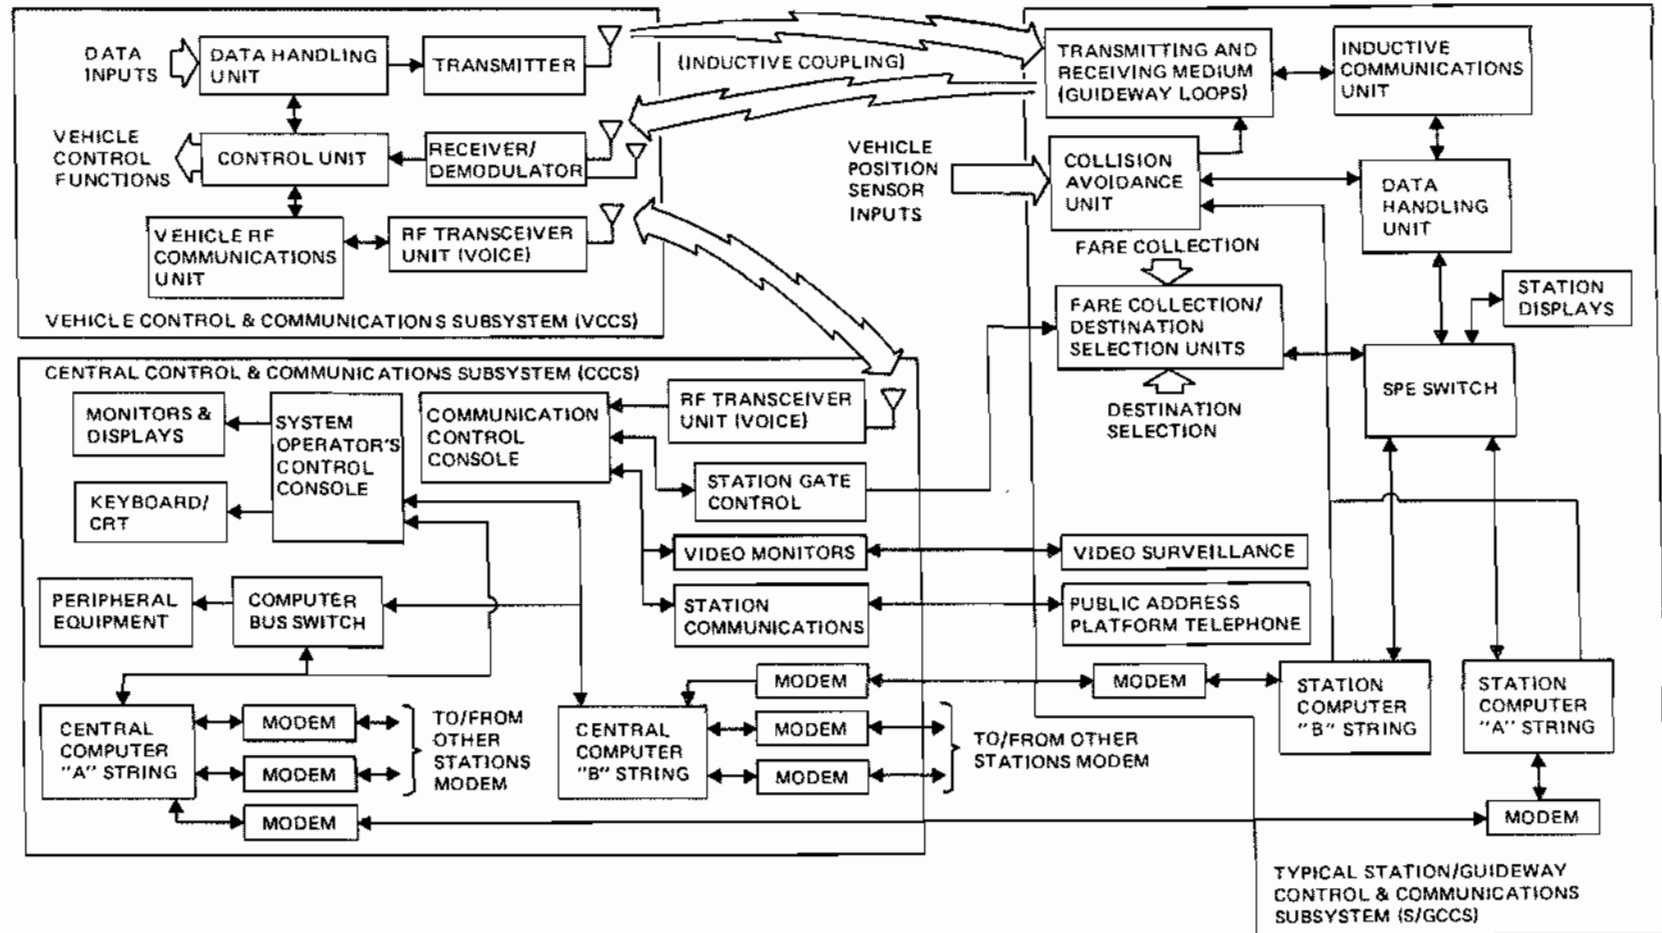 DATA
INPUTS
DATA HANDLING
UNIT
TRANSMITTER
(INDUCTIVE COUPLING)
TRANSMITTING AND
RECEIVING MEDIUM
(GUIDEWAY LOOPS)
INDUCTIVE
COMMUNICATIONS
UNIT
VEHICLE
CONTROL
FUNCTIONS
CONTROL UNIT
RECEIVER/
DEMODULATOR
VEHICLE
POSITION
SENSOR
INPUTS
COLLISION
AVOIDANCE
UNIT
DATA
HANDLING
UNIT
VEHICLE RF
COMMUNICATIONS
UNIT
RF TRANSCEIVER
UNIT (VOICE)
FARE COLLECTION
FARE COLLECTION/
DESTINATION
SELECTION UNITS
STATION
DISPLAYS
VEHICLE CONTROL & COMMUNICATIONS SUBSYSTEM (VCCS)
CENTRAL CONTROL & COMMUNICATIONS SUBSYSTEM (CCCS)
SPE SWITCH
DESTINATION
SELECTION
MONITORS &
DISPLAYS
SYSTEM
OPERATOR'S
CONTROL
CONSOLE
COMMUNICATION
CONTROL
CONSOLE
RF TRANSCEIVER
UNIT (VOICE)
KEYBOARD/
CRT
STATION GATE
CONTROL
VIDEO MONITORS
VIDEO SURVEILLANCE
PERIPHERAL
EQUIPMENT
COMPUTER
BUS SWITCH
STATION
COMMUNICATIONS
PUBLIC ADDRESS
PLATFORM TELEPHONE
MODEM
MODEM
STATION
COMPUTER
"B" STRING
STATION
COMPUTER
"A" STRING
CENTRAL
COMPUTER
"A" STRING
MODEM
MODEM
MODEM
TO/FROM
OTHER
STATIONS
MODEM
CENTRAL
COMPUTER
"B" STRING
MODEM
MODEM
TO/FROM OTHER
STATIONS MODEM
MODEM
TYPICAL STATION/GUIDEWAY
CONTROL & COMMUNICATIONS
SUBSYSTEM (S/GCCS)